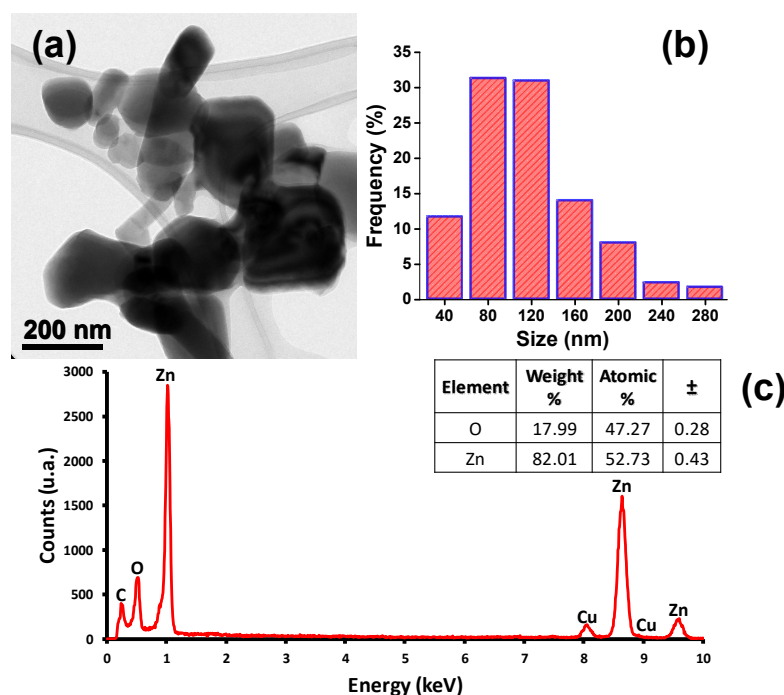 (a)
200 nm
(b)
Frequency (%)
35
30
25
20
15
10
5
0
40 80 120 160 200 240 280
Size (nm)
(c)
Element Weight % Atomic % ±
O 17.99 47.27 0.28
Zn 82.01 52.73 0.43
Counts (u.a.)
3000
2500
2000
1500
1000
500
0
C
O
Zn
Cu
Zn
Cu
Zn
0 1 2 3 4 5 6 7 8 9 10
Energy (keV)